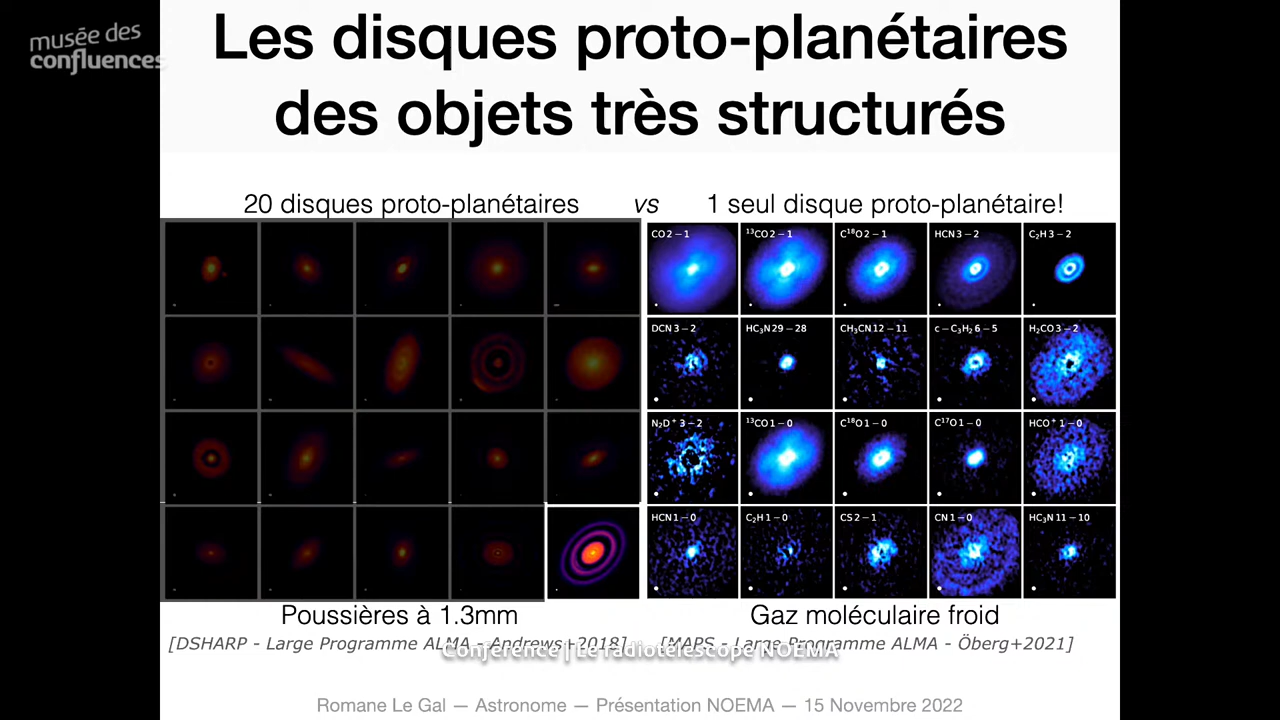 musée des
confluences
Les disques proto-planétaires
des objets très structurés
20 disques proto-planétaires vs 1 seul disque proto-planétaire!
CO 2 – 1 ¹³CO 2 – 1 C¹⁸O 2 – 1 HCN 3 – 2 C₂H 3 – 2
DCN 3 – 2 HC₃N 29 – 28 CH₃CN 12 – 11 c – C₃H₂ 6 – 5 H₂CO 3 – 2
N₂D⁺ 3 – 2 ¹³CO 1 – 0 C¹⁸O 1 – 0 C¹⁷O 1 – 0 HCO⁺ 1 – 0
HCN 1 – 0 C₂H 1 – 0 CS 2 – 1 CN 1 – 0 HC₃N 11 – 10
Poussières à 1.3mm Gaz moléculaire froid
[DSHARP - Large Programme ALMA - Andrews+2018] [MAPS - Large Programme ALMA - Öberg+2021]
Conférence | Le radiotélescope NOEMA
Romane Le Gal — Astronome — Présentation NOEMA — 15 Novembre 2022